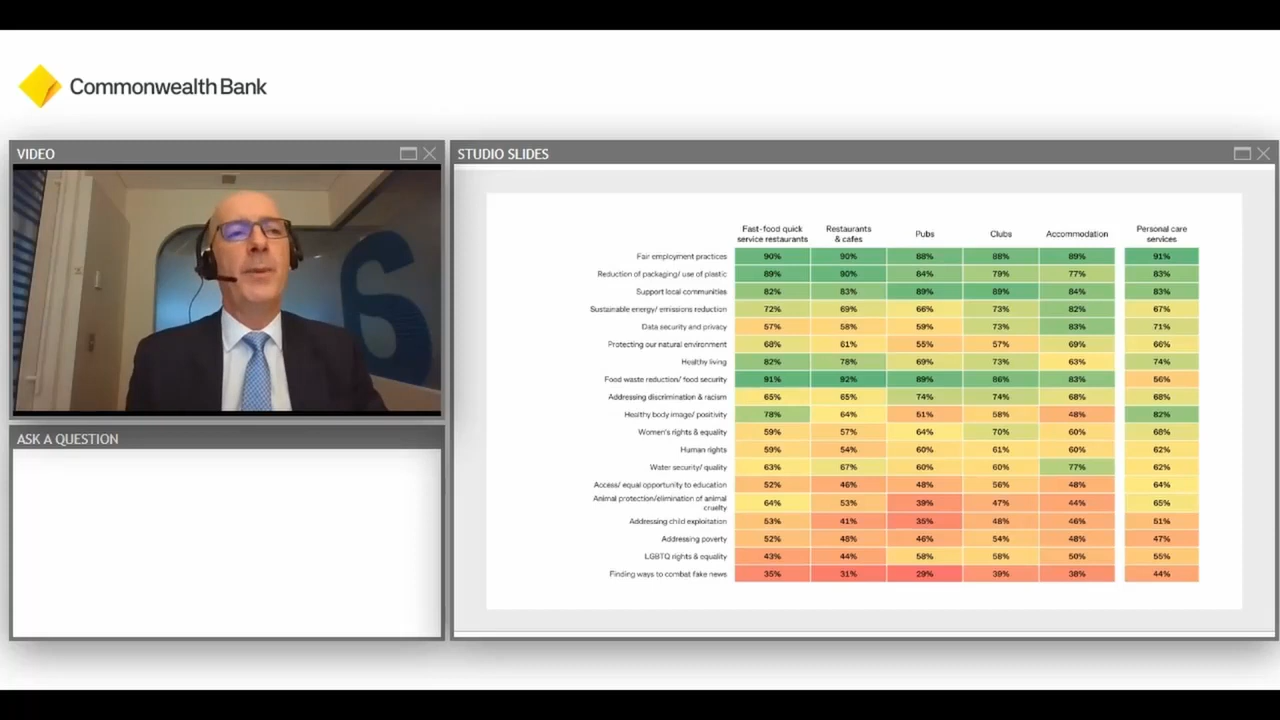 CommonwealthBank
VIDEO
STUDIO SLIDES
6
ASK A QUESTION
Fast-food quick
service restaurants
Restaurants
& cafes
Pubs
Clubs
Accommodation
Personal care
services
Fair employment practices 90% 90% 88% 88% 89% 91%
Reduction of packaging/ use of plastic 89% 90% 84% 79% 77% 83%
Support local communities 82% 83% 89% 89% 84% 83%
Sustainable energy/ emissions reduction 72% 69% 66% 73% 82% 67%
Data security and privacy 57% 58% 59% 73% 83% 71%
Protecting our natural environment 68% 61% 55% 57% 69% 66%
Healthy living 82% 78% 69% 73% 63% 74%
Food waste reduction/ food security 91% 92% 89% 86% 83% 56%
Addressing discrimination & racism 65% 65% 74% 74% 68% 68%
Healthy body image/ positivity 78% 64% 51% 58% 48% 82%
Women's rights & equality 59% 57% 64% 70% 60% 68%
Human rights 59% 54% 60% 61% 60% 62%
Water security/ quality 63% 67% 60% 60% 77% 62%
Access/ equal opportunity to education 52% 46% 48% 56% 48% 64%
Animal protection/elimination of animal
cruelty 64% 53% 39% 47% 44% 65%
Addressing child exploitation 53% 41% 35% 48% 46% 51%
Addressing poverty 52% 48% 46% 54% 48% 47%
LGBTQ rights & equality 43% 44% 58% 58% 50% 55%
Finding ways to combat fake news 35% 31% 29% 39% 38% 44%